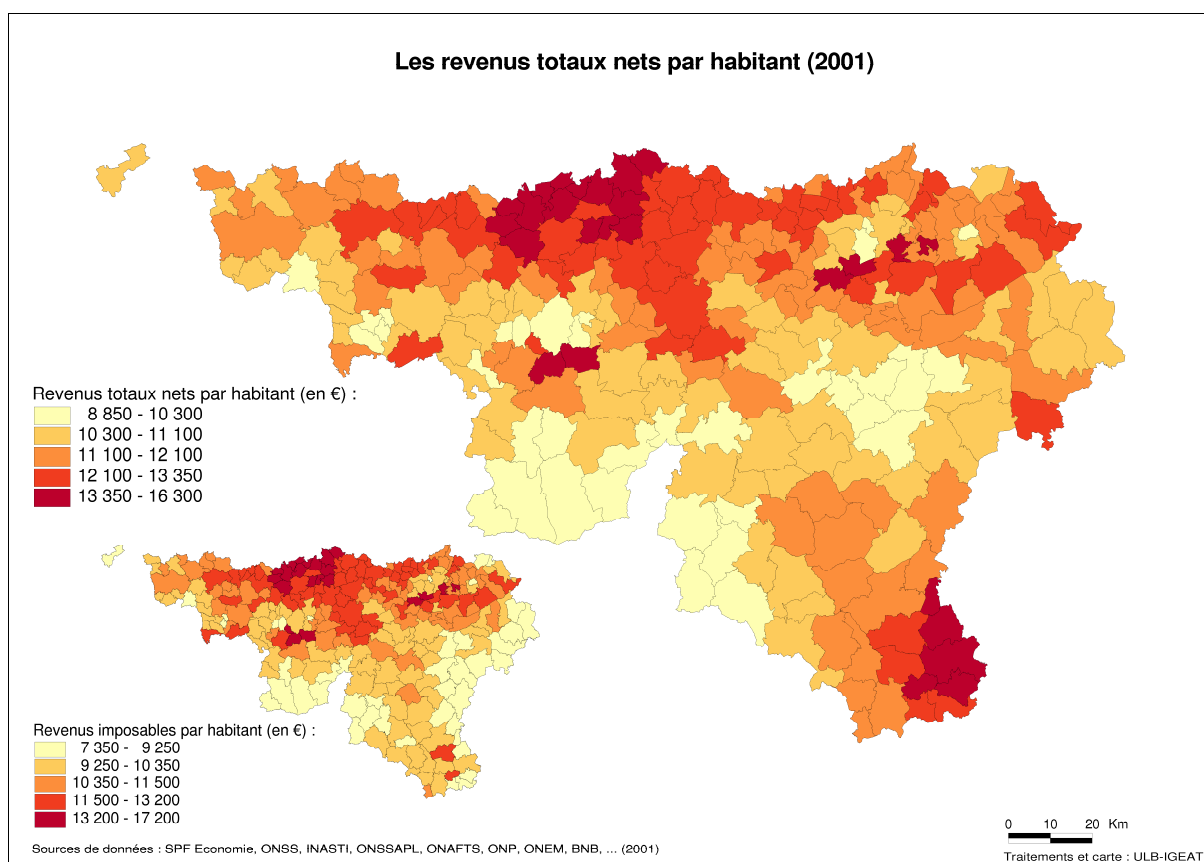 Les revenus totaux nets par habitant (2001)
Revenus totaux nets par habitant (en €) :
8 850 - 10 300
10 300 - 11 100
11 100 - 12 100
12 100 - 13 350
13 350 - 16 300
Revenus imposables par habitant (en €) :
7 350 - 9 250
9 250 - 10 350
10 350 - 11 500
11 500 - 13 200
13 200 - 17 200
0 10 20 Km
Sources de données : SPF Economie, ONSS, INASTI, ONSSAPL, ONAFTS, ONP, ONEM, BNB, ... (2001)
Traitements et carte : ULB-IGEAT